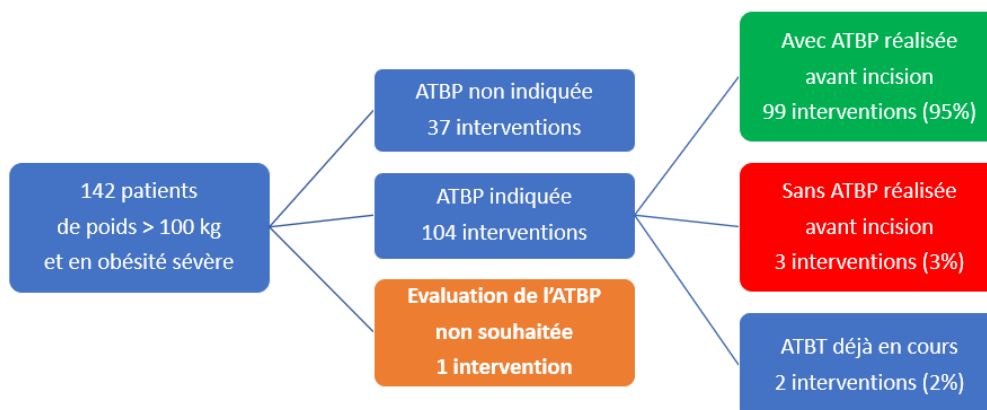 142 patients
de poids > 100 kg
et en obésité sévère
ATBP non indiquée
37 interventions
ATBP indiquée
104 interventions
Evaluation de l'ATBP
non souhaitée
1 intervention
Avec ATBP réalisée
avant incision
99 interventions (95%)
Sans ATBP réalisée
avant incision
3 interventions (3%)
ATBT déjà en cours
2 interventions (2%)